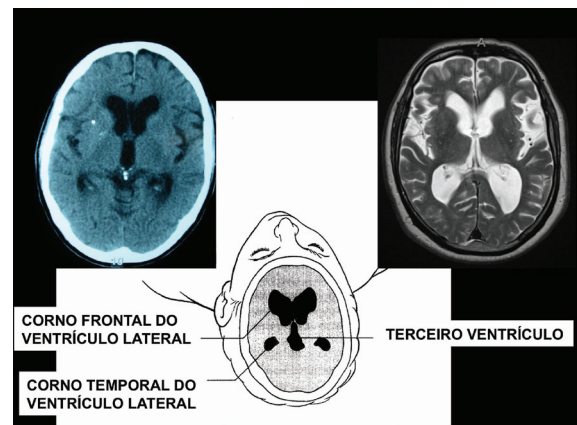 A
CORNO FRONTAL DO
VENTRÍCULO LATERAL
TERCEIRO VENTRÍCULO
CORNO TEMPORAL DO
VENTRÍCULO LATERAL